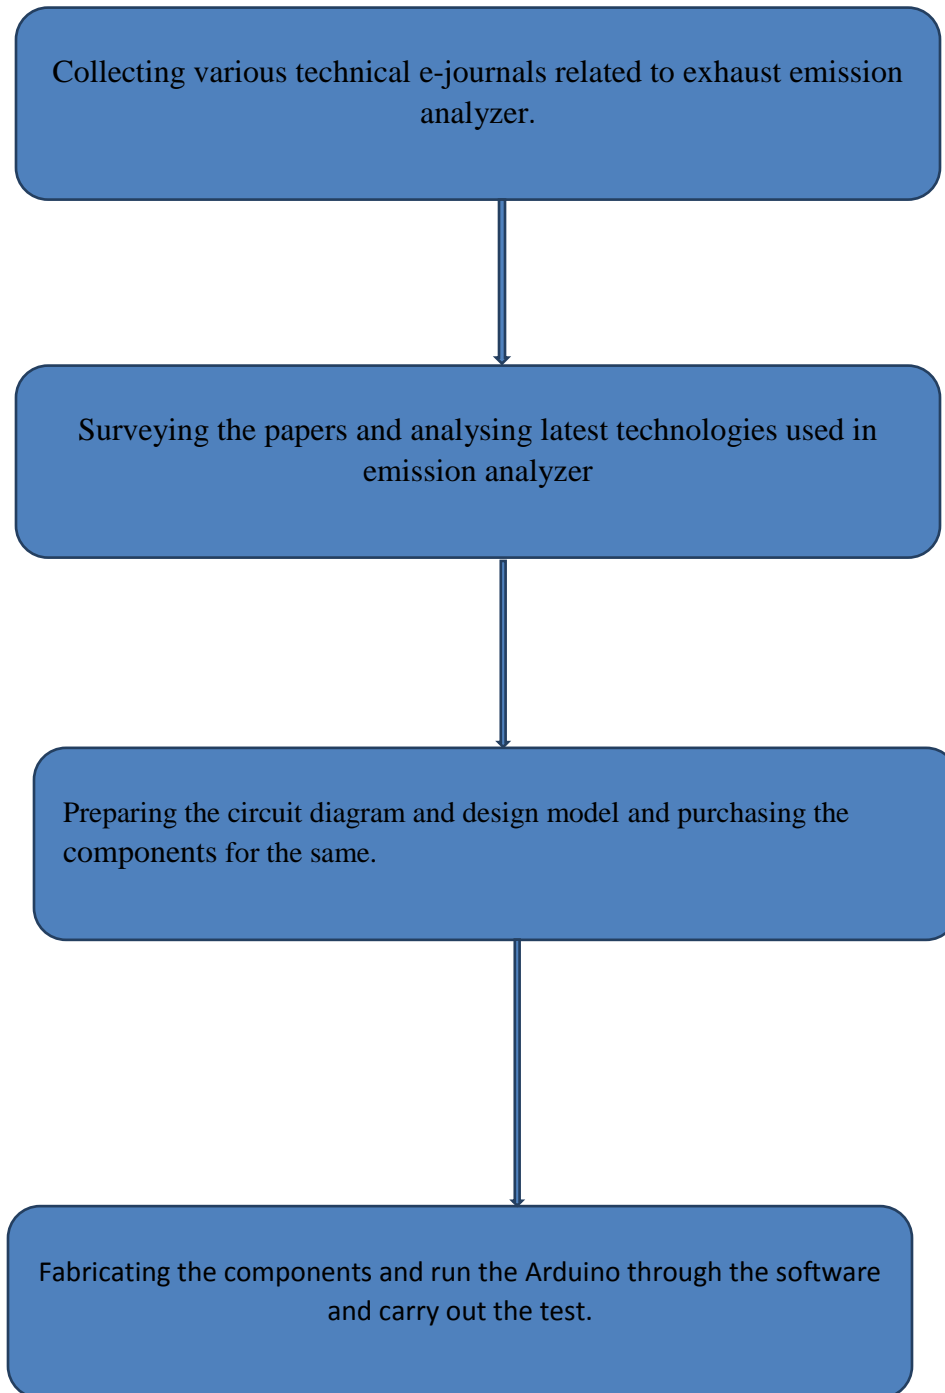 Collecting various technical e-journals related to exhaust emission
analyzer.
Surveying the papers and analysing latest technologies used in
emission analyzer
Preparing the circuit diagram and design model and purchasing the
components for the same.
Fabricating the components and run the Arduino through the software
and carry out the test.